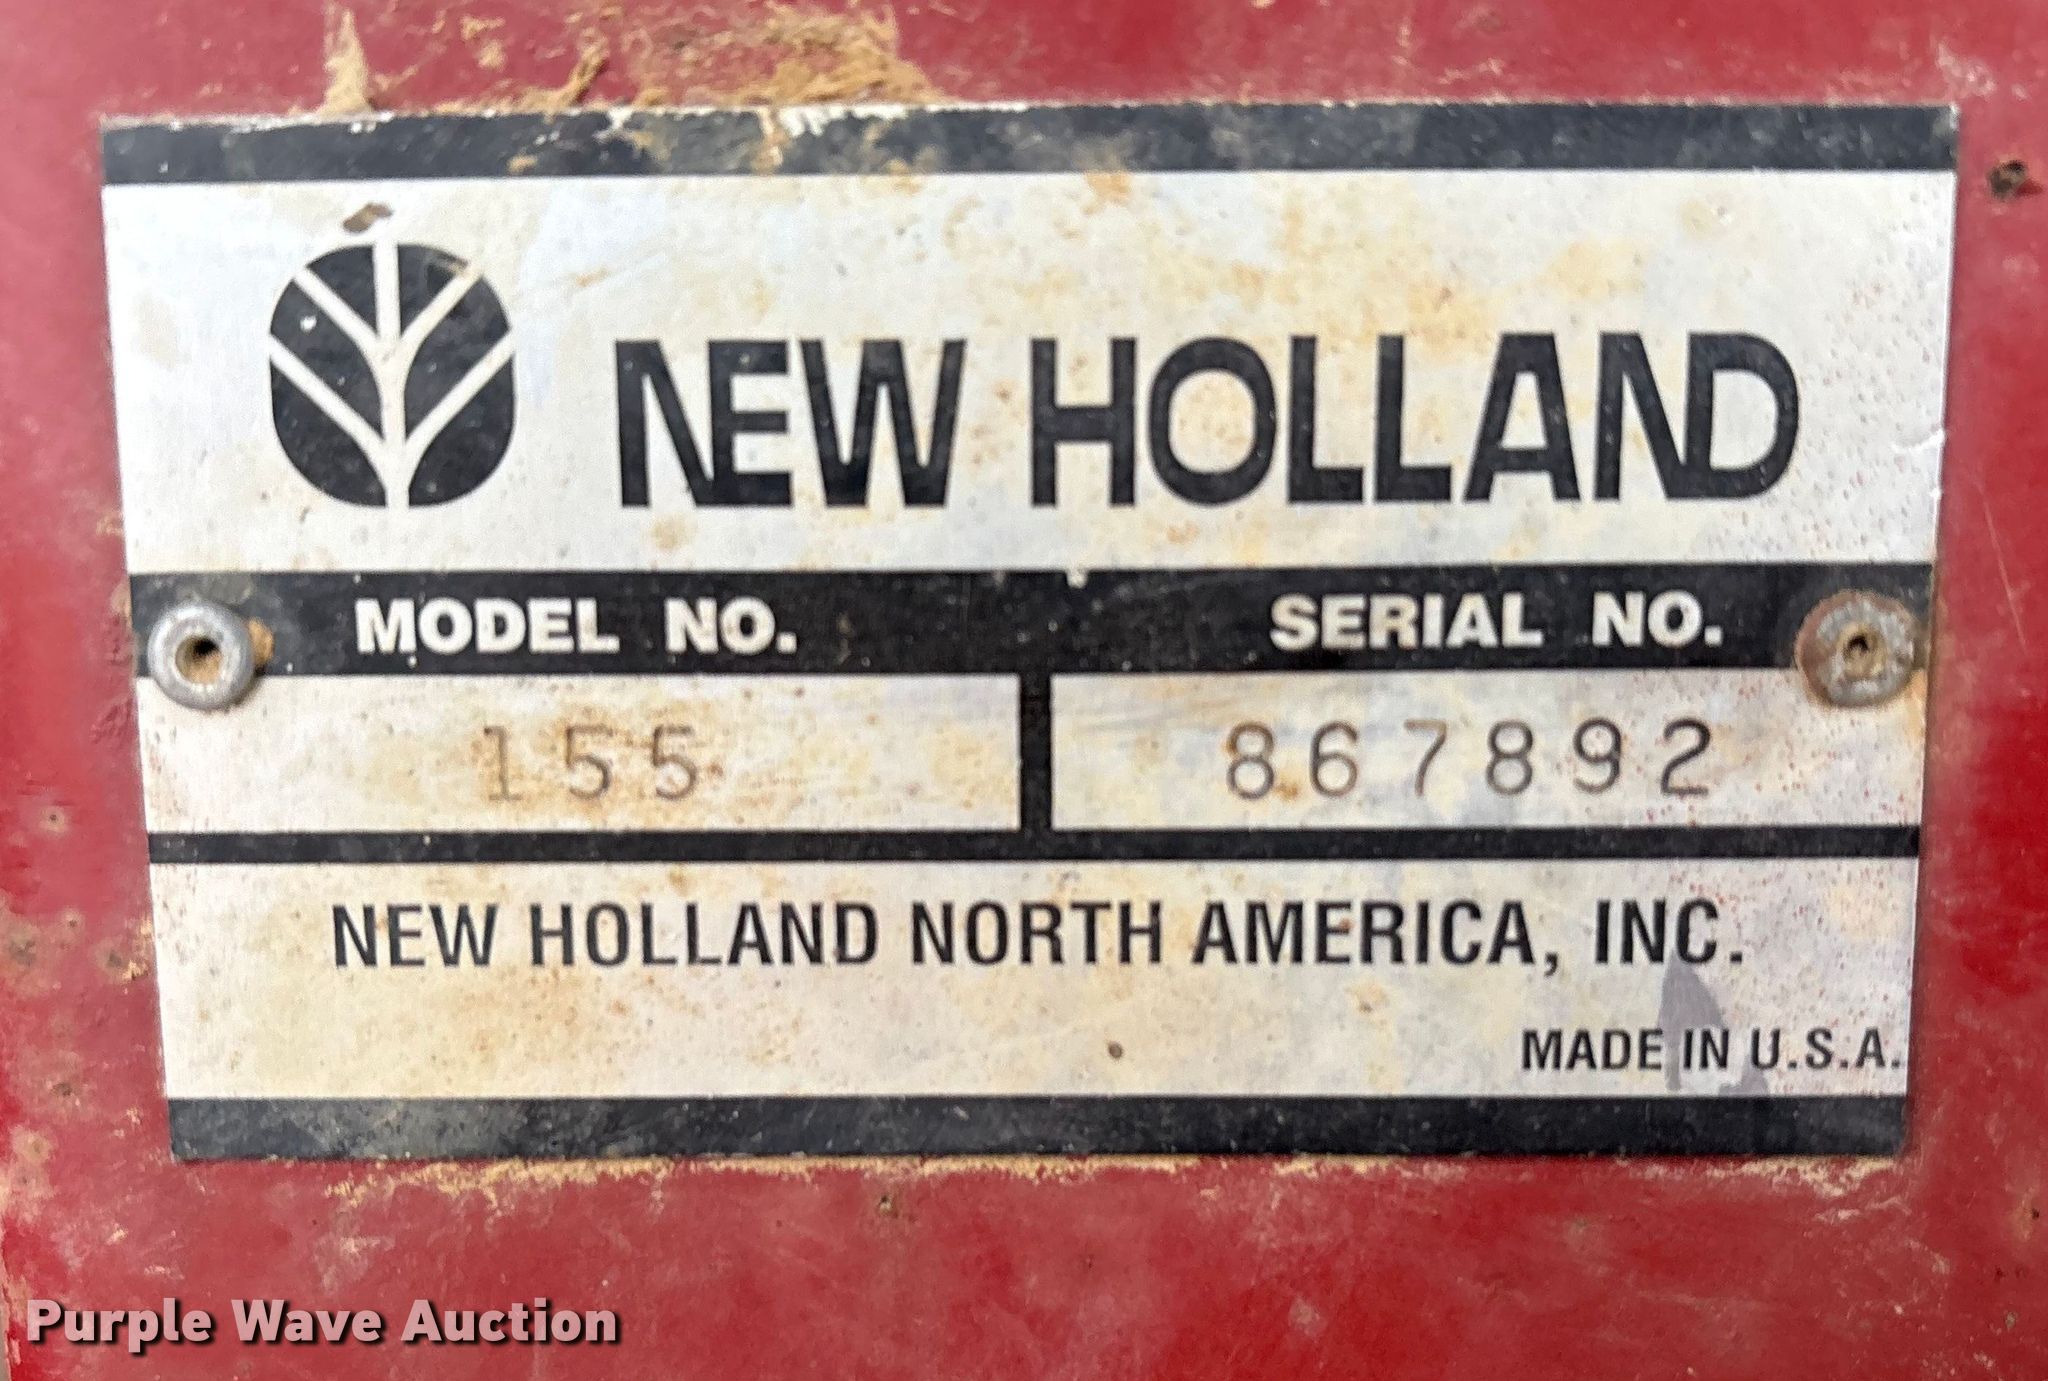 NEW HOLLAND
MODEL NO. SERIAL NO.
155 867892
NEW HOLLAND NORTH AMERICA, INC.
MADE IN U.S.A.
Purple Wave Auction